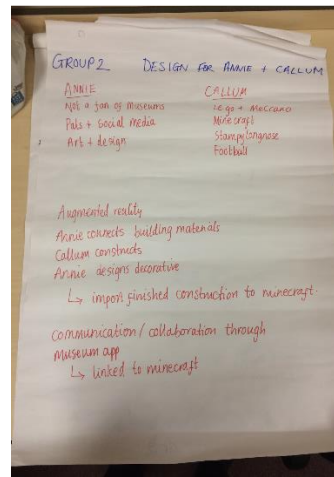 GROUP 2 DESIGN FOR ANNIE + CALLUM
ANNIE
Not a fan of museums
Pals + social media
Art + design
CALLUM
Lego + Meccano
Minecraft
Stampylongnose
Football
Augmented reality
Annie collects building materials
Callum constructs
Annie designs decorative
↳ import finished construction to minecraft
communication / collaboration through
museum app
↳ linked to minecraft